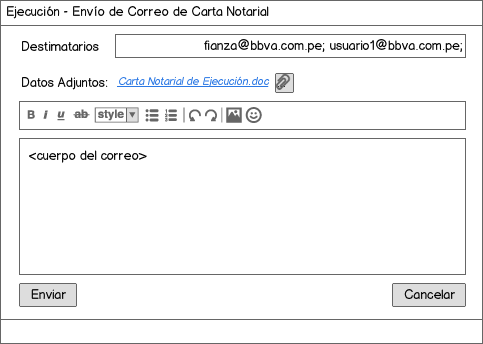 Ejecución - Envío de Correo de Carta Notarial
Destimatarios fianza@bbva.com.pe; usuario1@bbva.com.pe;
Datos Adjuntos: Carta Notarial de Ejecución.doc
B i u ab style
<cuerpo del correo>
Enviar Cancelar